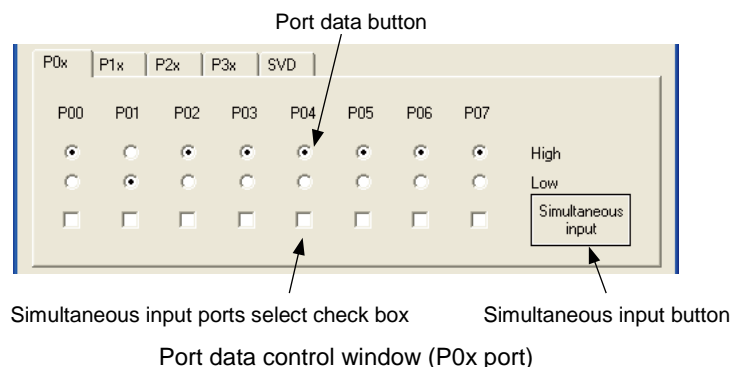 Port data button
P0x P1x P2x P3x SVD
P00 P01 P02 P03 P04 P05 P06 P07
High
Low
Simultaneous
input
Simultaneous input ports select check box Simultaneous input button
Port data control window (P0x port)